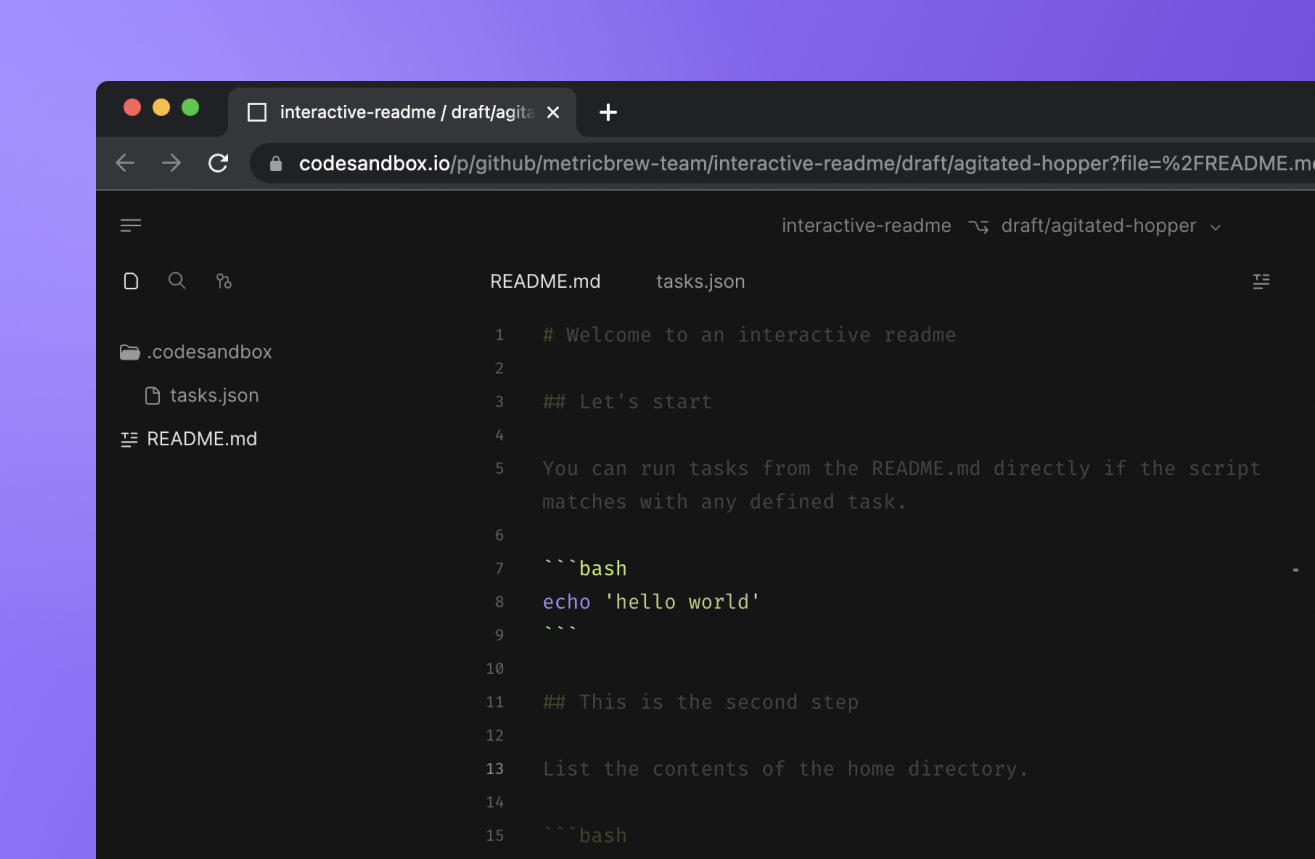 interactive-readme / draft/agita
codesandbox.io/p/github/metricbrew-team/interactive-readme/draft/agitated-hopper?file=%2FREADME.m
interactive-readme draft/agitated-hopper
README.md tasks.json
.codesandbox
tasks.json
README.md
1 # Welcome to an interactive readme
2
3 ## Let's start
4
5 You can run tasks from the README.md directly if the script
matches with any defined task.
6
7 ```bash
8 echo 'hello world'
9 ```
10
11 ## This is the second step
12
13 List the contents of the home directory.
14
15 ```bash